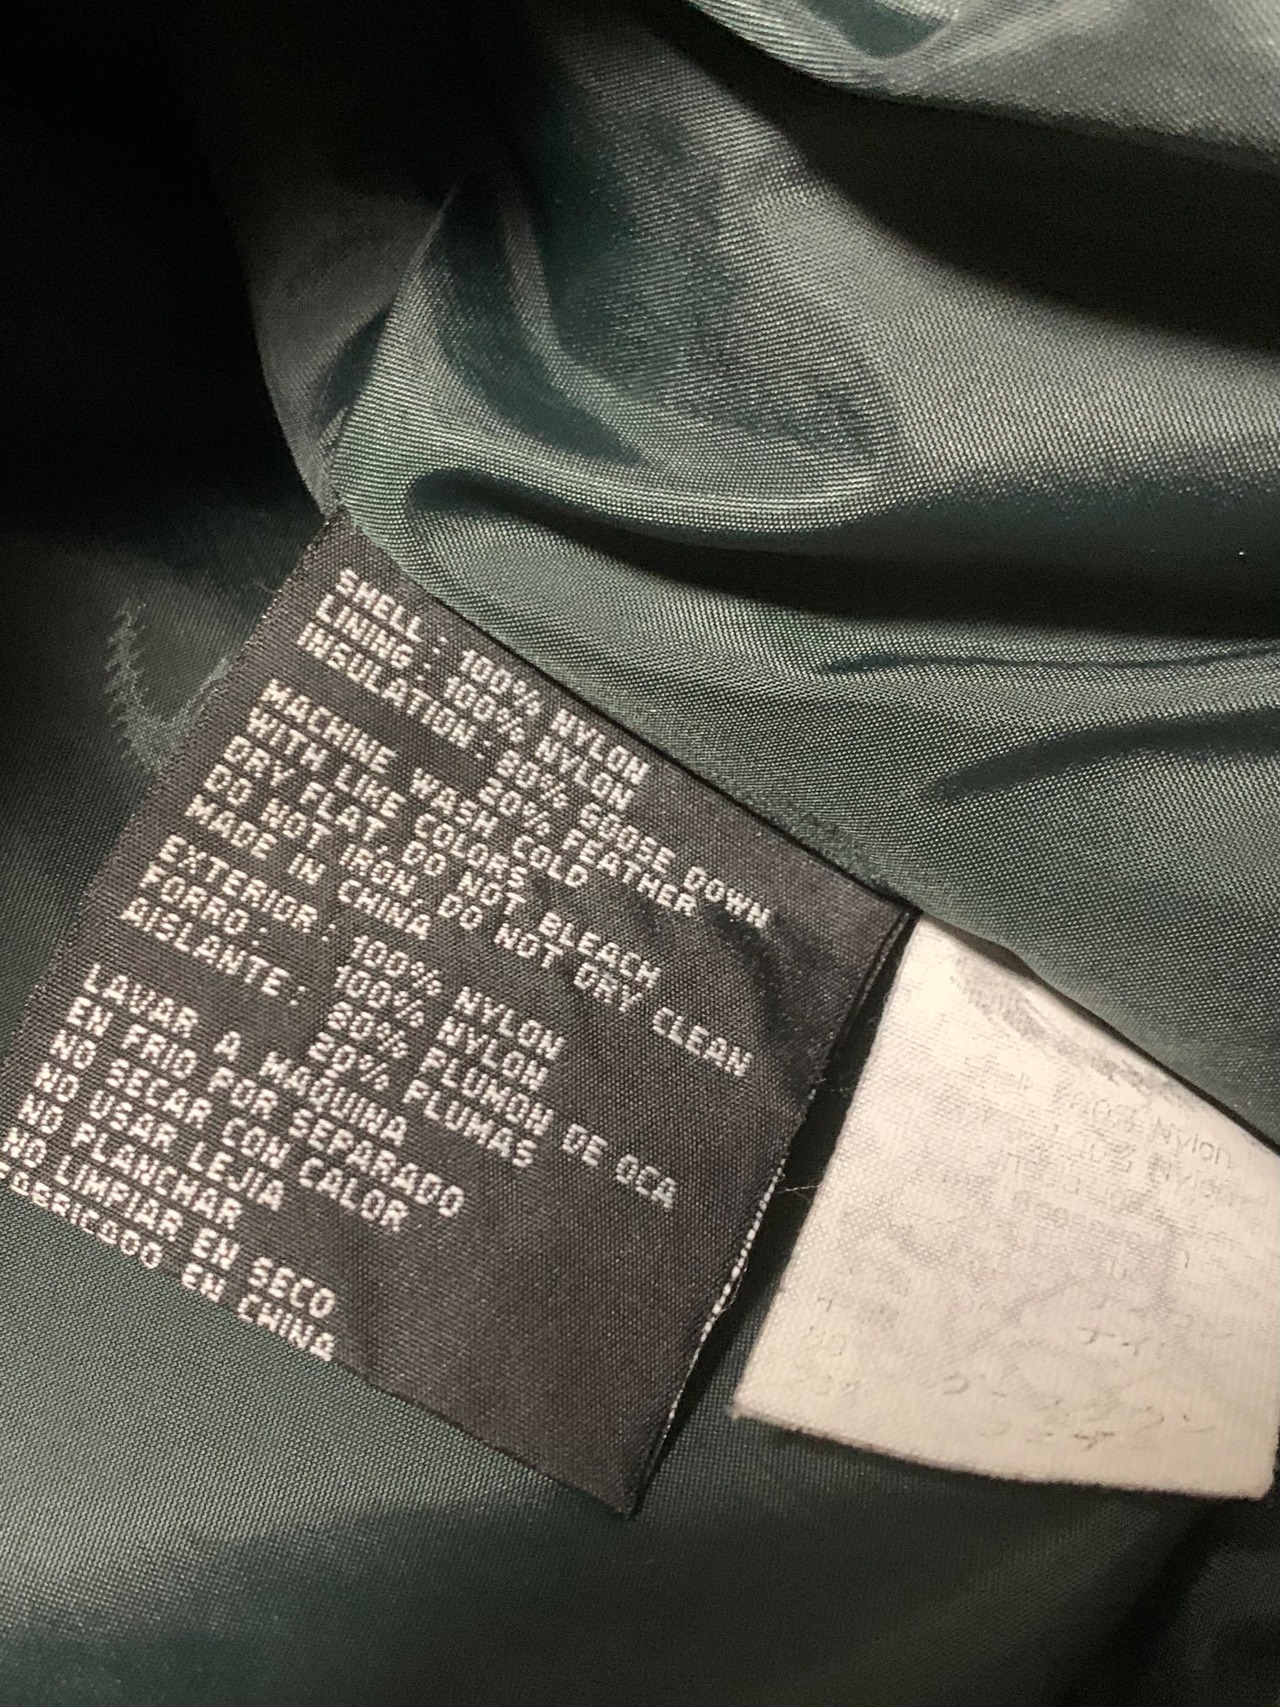 SHELL: 100% NYLON
LINING: 100% NYLON
INSULATION: 80% GOOSE DOWN
20% FEATHER
MACHINE WASH COLD
WITH LIKE COLORS
DRY FLAT, DO NOT BLEACH
DO NOT IRON, DO NOT DRY CLEAN
MADE IN CHINA
EXTERIOR: 100% NYLON
FORRO: 100% NYLON
AISLANTE: 80% PLUMON DE OCA
20% PLUMAS
LAVAR A MAQUINA
EN FRIO POR SEPARADO
NO SECAR CON CALOR
NO USAR LEJIA
NO PLANCHAR
NO LIMPIAR EN SECO
FABRICADO EN CHINA
Nylon
Nylon